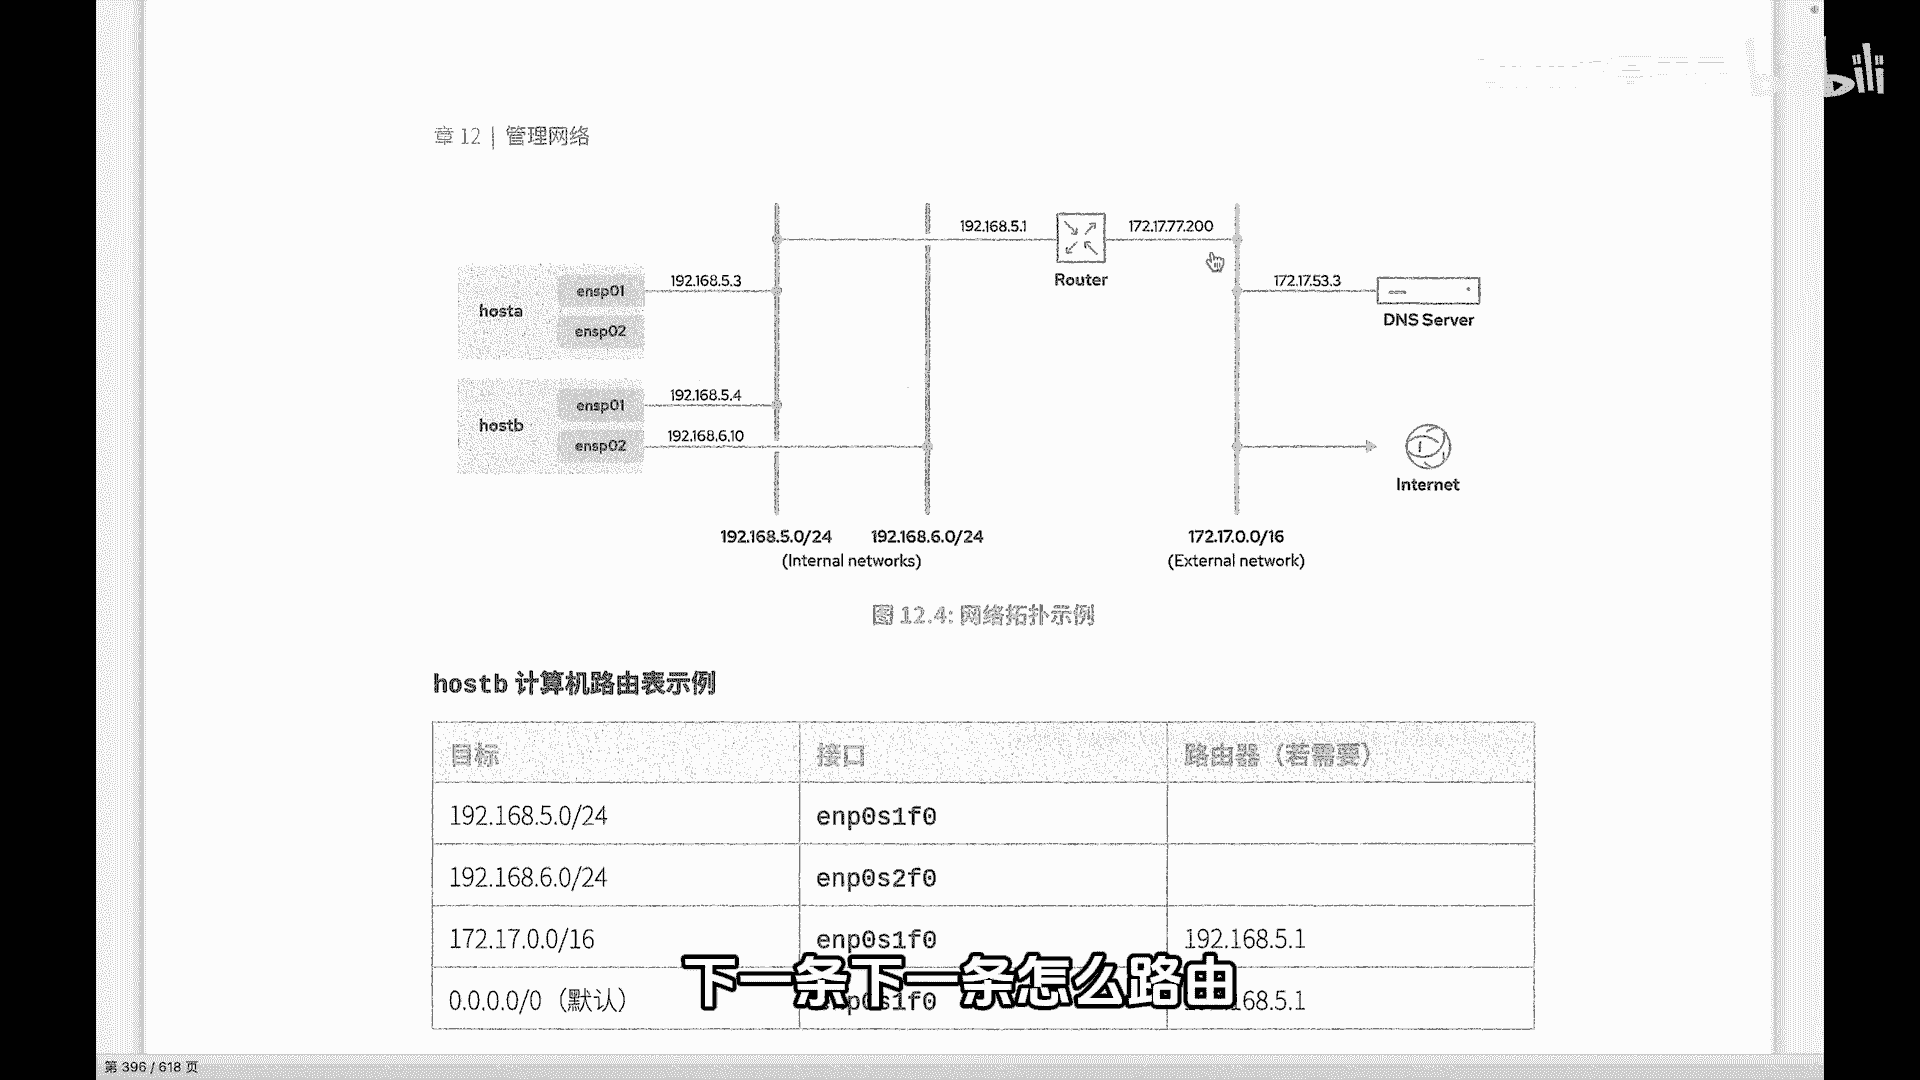 章 12 | 管理网络
192.168.5.1
172.17.77.200
Router
hosta
ensp01
192.168.5.3
ensp02
172.17.53.3
DNS Server
hostb
ensp01
192.168.5.4
ensp02
192.168.6.10
Internet
192.168.5.0/24
192.168.6.0/24
(Internal networks)
172.17.0.0/16
(External network)
图 12.4: 网络拓扑示例
hostb 计算机路由表示例
目标 接口 路由器（若需要）
192.168.5.0/24 enp0s1f0
192.168.6.0/24 enp0s2f0
172.17.0.0/16 enp0s1f0 192.168.5.1
0.0.0.0/0（默认） enp0s1f0 192.168.5.1
下一条下一条怎么路由
第 396 / 618 页